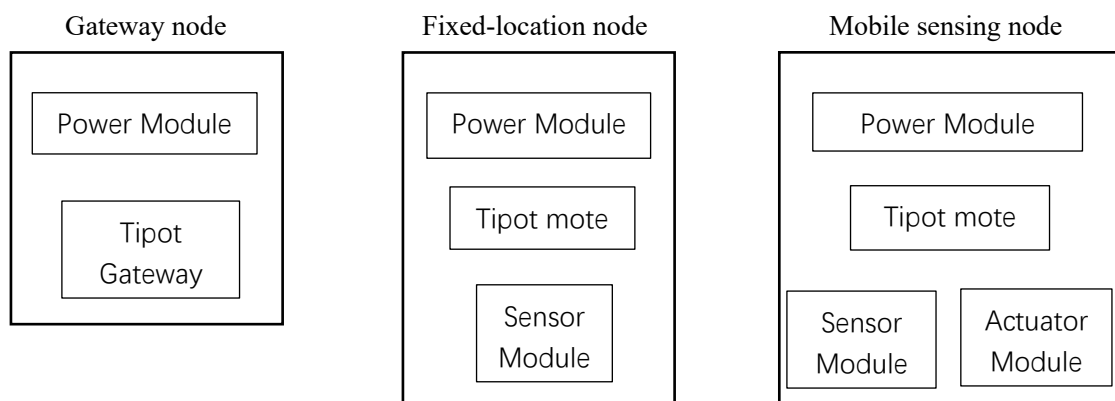 Gateway node
Fixed-location node
Mobile sensing node
Power Module
Tipot
Gateway
Power Module
Tipot mote
Sensor
Module
Power Module
Tipot mote
Sensor
Module
Actuator
Module